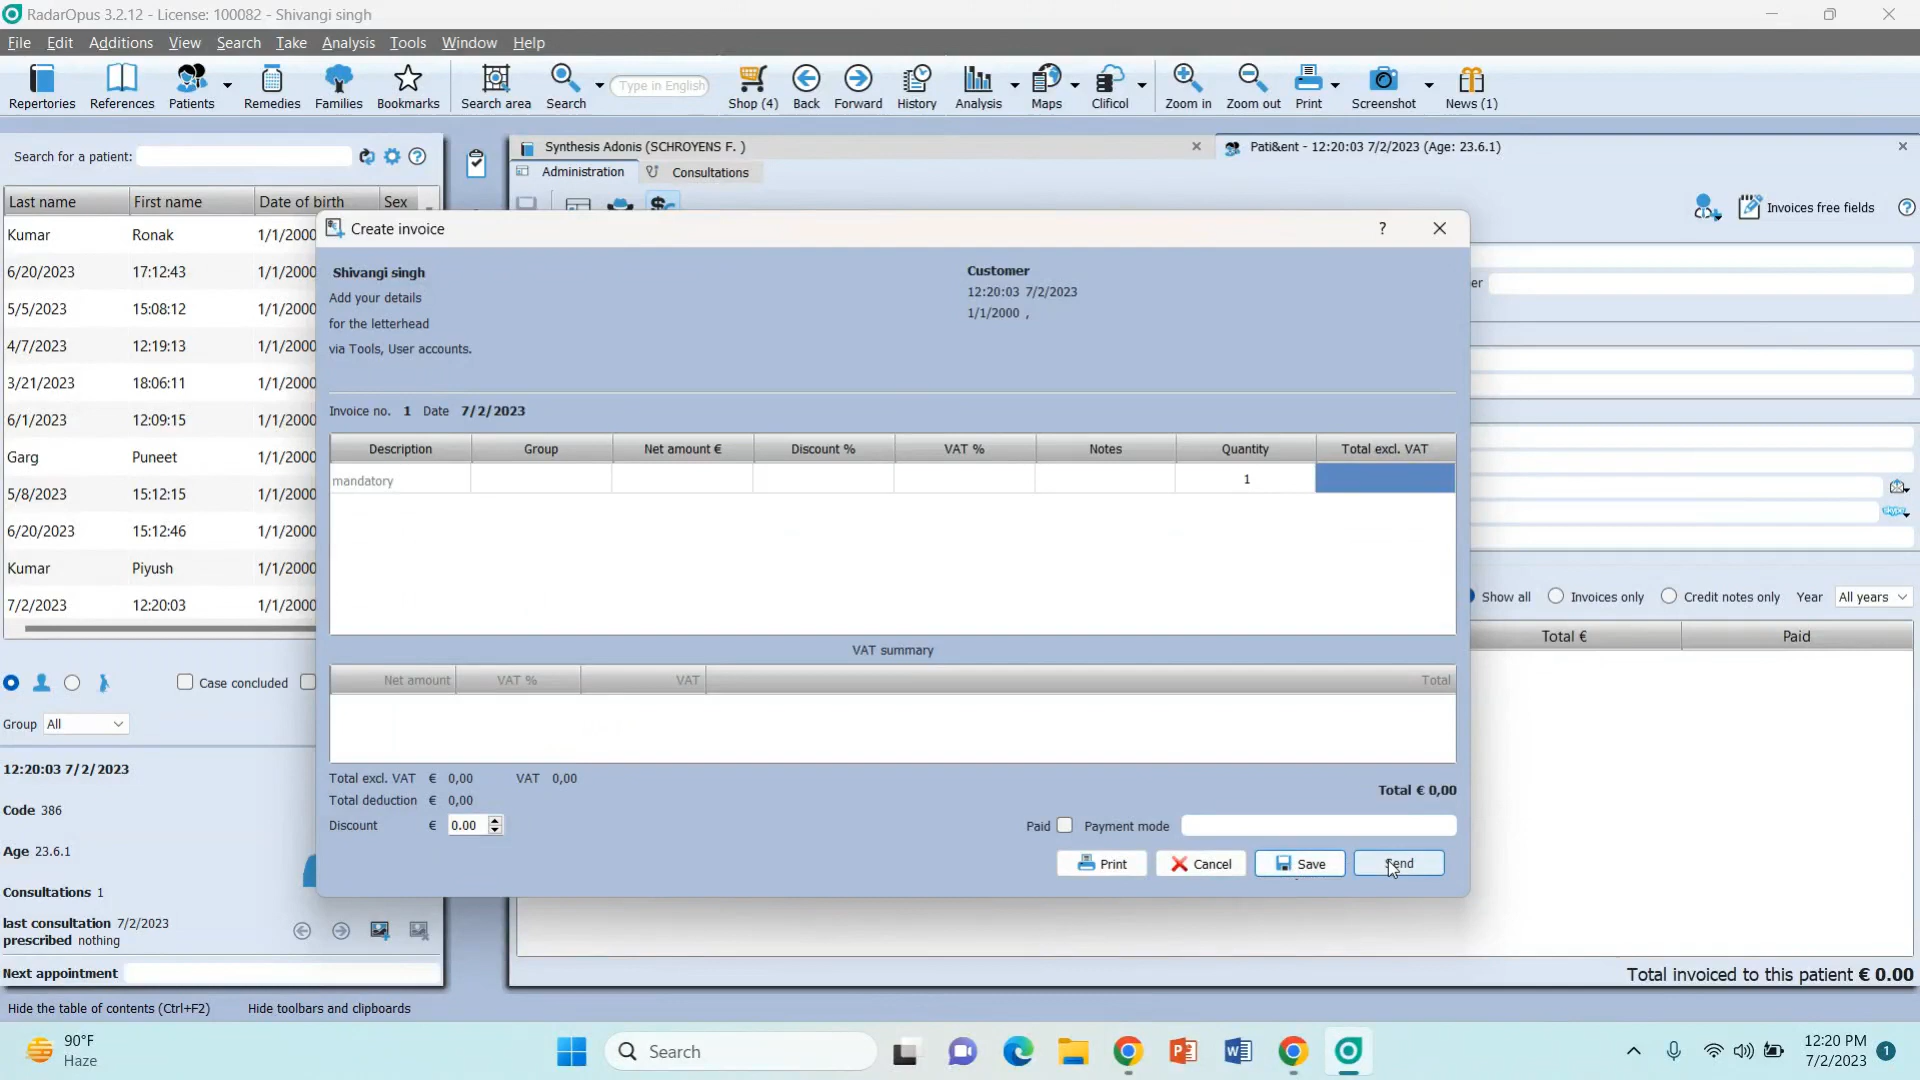 RadarOpus 3.2.12 - License: 100082 - Shivangi singh
File Edit Additions View Search Take Analysis Tools Window Help
Repertories References Patients Remedies Families Bookmarks Search area Search Type in English Shop (4) Back Forward History Analysis Maps Clificol Zoom in Zoom out Print Screenshot News (1)
Search for a patient:
Synthesis Adonis (SCHROYENS F. )
Pati&ent - 12:20:03 7/2/2023 (Age: 23.6.1)
Administration Consultations
Invoices free fields
Last name First name Date of birth Sex
Kumar Ronak 1/1/2000
6/20/2023 17:12:43 1/1/2000
5/5/2023 15:08:12 1/1/2000
4/7/2023 12:19:13 1/1/2000
3/21/2023 18:06:11 1/1/2000
6/1/2023 12:09:15 1/1/2000
Garg Puneet 1/1/2000
5/8/2023 15:12:15 1/1/2000
6/20/2023 15:12:46 1/1/2000
Kumar Piyush 1/1/2000
7/2/2023 12:20:03 1/1/2000
Case concluded
Group All
12:20:03 7/2/2023
Code 386
Age 23.6.1
Consultations 1
last consultation 7/2/2023
prescribed nothing
Next appointment
Create invoice
?
Shivangi singh
Add your details
for the letterhead
via Tools, User accounts.
Customer
12:20:03 7/2/2023
1/1/2000 ,
Invoice no. 1 Date 7/2/2023
Description Group Net amount € Discount % VAT % Notes Quantity Total excl. VAT
mandatory 1
VAT summary
Net amount VAT % VAT Total
Total excl. VAT € 0,00 VAT 0,00
Total deduction € 0,00
Discount € 0.00
Total € 0,00
Paid Payment mode
Print Cancel Save Send
er
skype
Show all Invoices only Credit notes only Year All years
Total € Paid
Total invoiced to this patient € 0.00
Hide the table of contents (Ctrl+F2) Hide toolbars and clipboards
90°F
Haze
Search
12:20 PM
7/2/2023
1